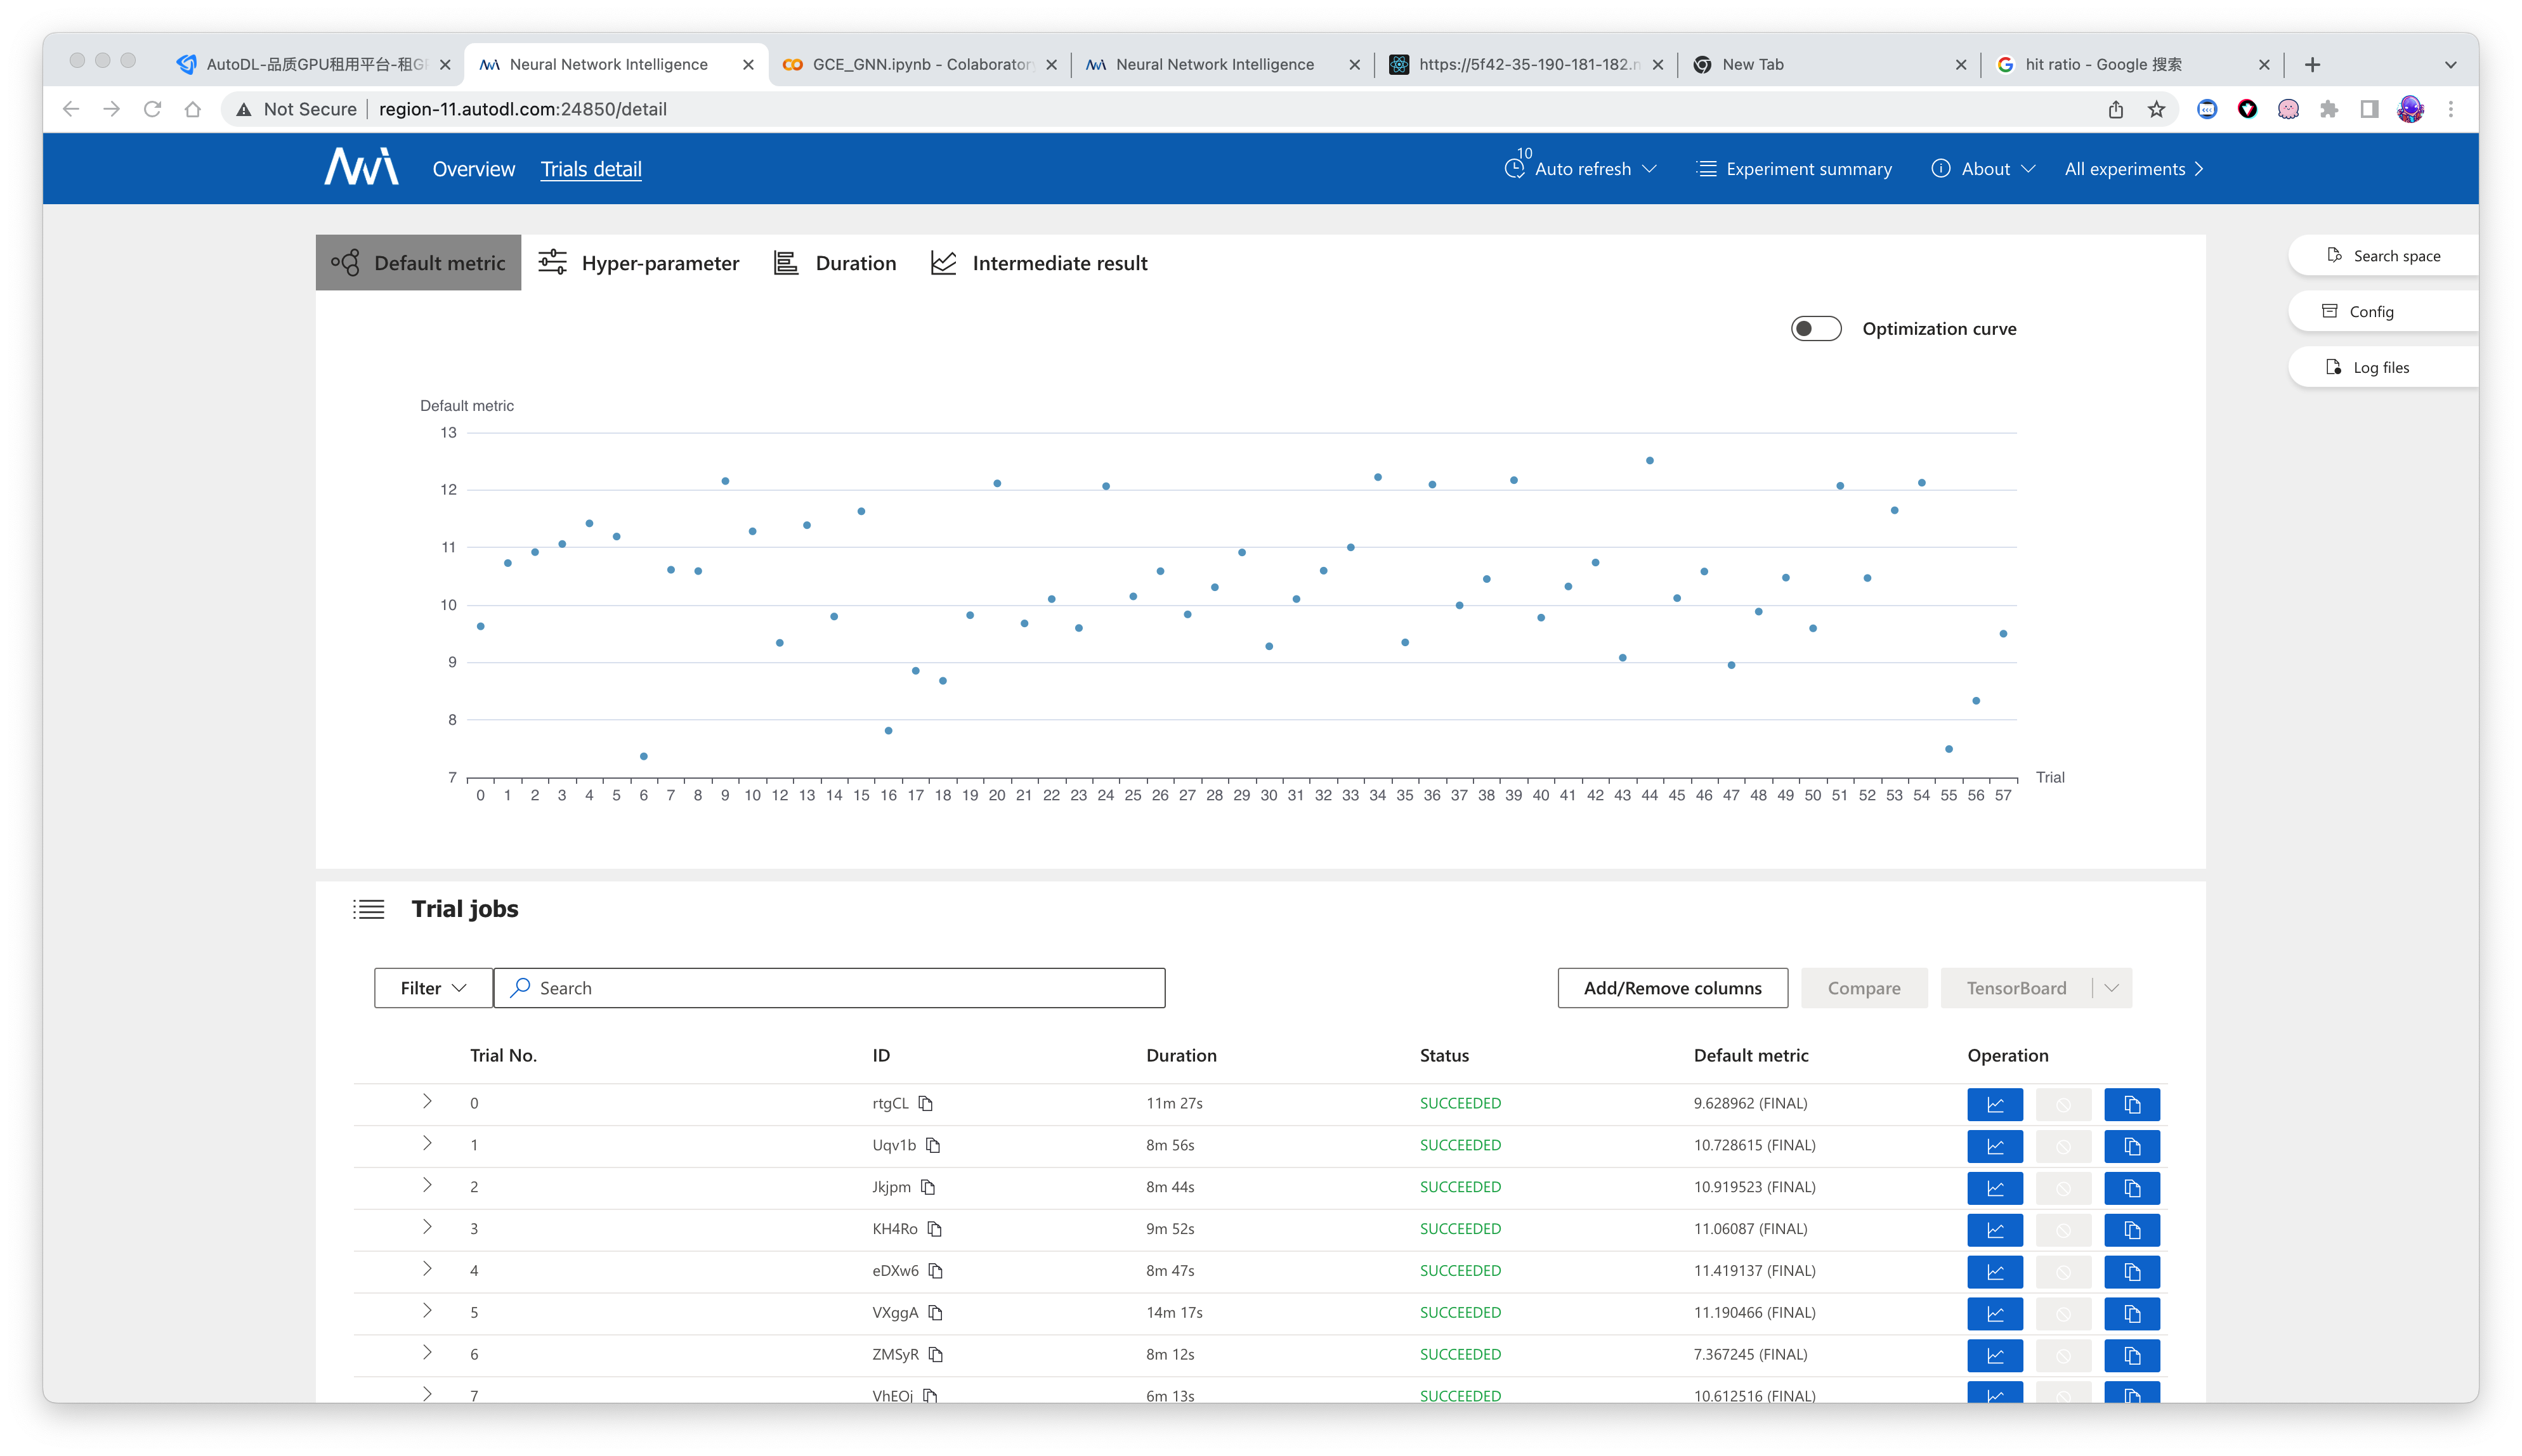 AutoDL-品质GPU租用平台-租G
Neural Network Intelligence
GCE_GNN.ipynb - Colaboratory
Neural Network Intelligence
https://5f42-35-190-181-182.n
New Tab
hit ratio - Google 搜索
Not Secure
region-11.autodl.com:24850/detail
Overview
Trials detail
10
Auto refresh
Experiment summary
About
All experiments
Default metric
Hyper-parameter
Duration
Intermediate result
Search space
Config
Log files
Optimization curve
Default metric
13
12
11
10
9
8
7
0 1 2 3 4 5 6 7 8 9 10 12 13 14 15 16 17 18 19 20 21 22 23 24 25 26 27 28 29 30 31 32 33 34 35 36 37 38 39 40 41 42 43 44 45 46 47 48 49 50 51 52 53 54 55 56 57
Trial
Trial jobs
Filter
Search
Add/Remove columns
Compare
TensorBoard
Trial No. ID Duration Status Default metric Operation
0 rtgCL 11m 27s SUCCEEDED 9.628962 (FINAL)
1 Uqv1b 8m 56s SUCCEEDED 10.728615 (FINAL)
2 Jkjpm 8m 44s SUCCEEDED 10.919523 (FINAL)
3 KH4Ro 9m 52s SUCCEEDED 11.06087 (FINAL)
4 eDXw6 8m 47s SUCCEEDED 11.419137 (FINAL)
5 VXggA 14m 17s SUCCEEDED 11.190466 (FINAL)
6 ZMSyR 8m 12s SUCCEEDED 7.367245 (FINAL)
7 VhEOj 6m 13s SUCCEEDED 10.612516 (FINAL)